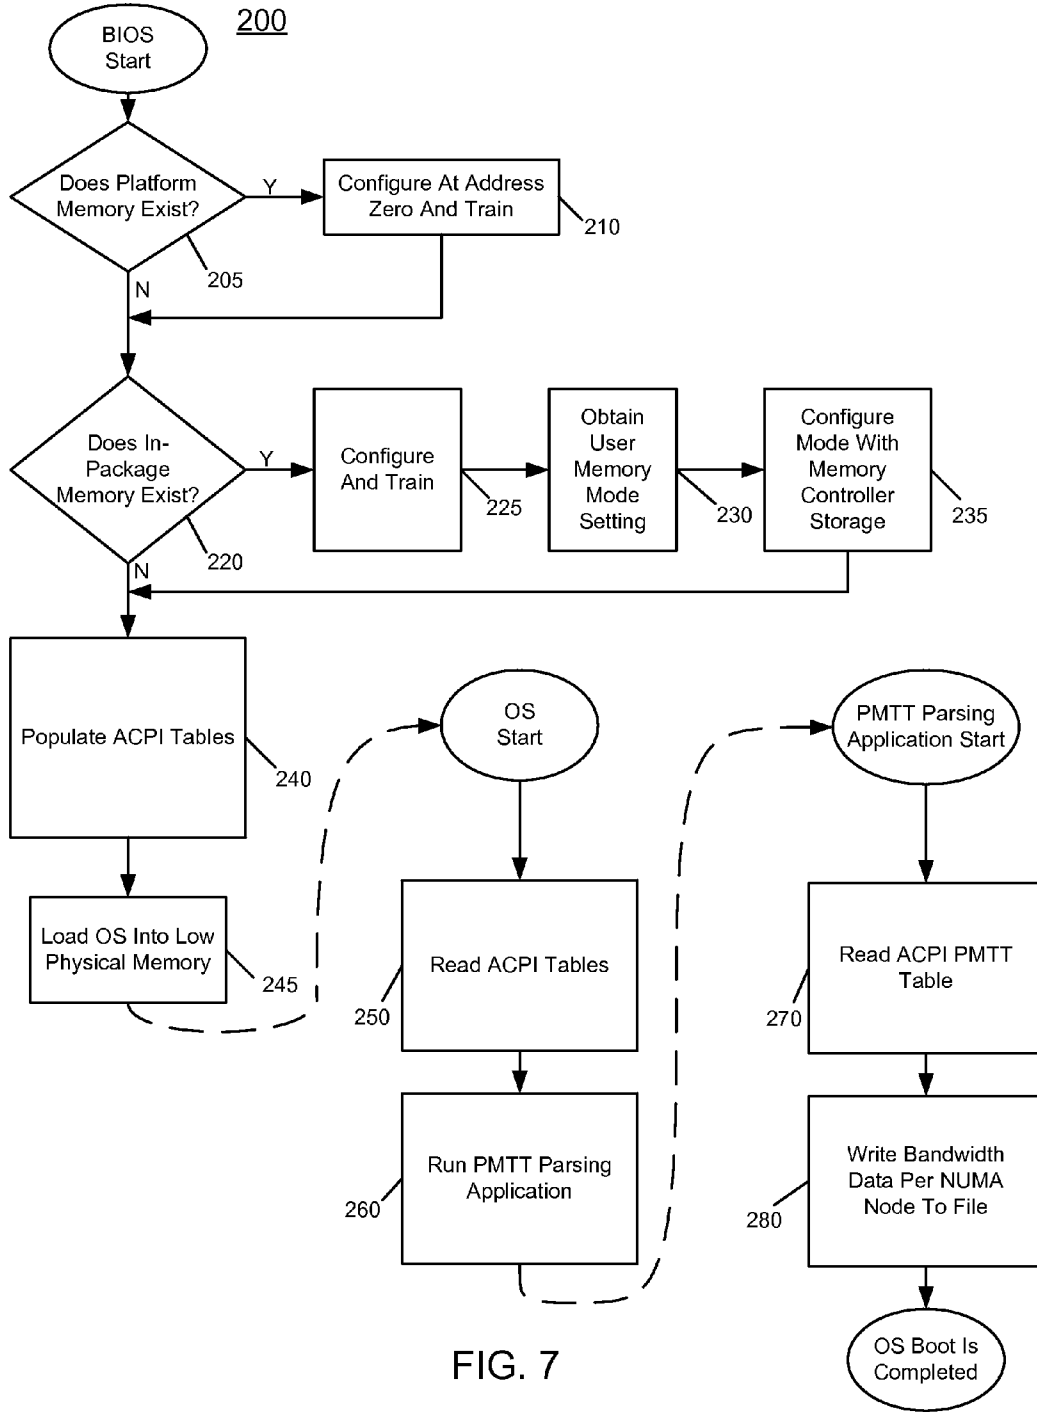 200
BIOS
Start
Does Platform
Memory Exist?
Y
Configure At Address
Zero And Train
210
205
N
Does In-
Package
Memory Exist?
Y
Configure
And Train
225
Obtain
User
Memory
Mode
Setting
230
Configure
Mode With
Memory
Controller
Storage
235
220
N
Populate ACPI Tables
240
Load OS Into Low
Physical Memory
245
OS
Start
Read ACPI Tables
250
Run PMTT Parsing
Application
260
PMTT Parsing
Application Start
Read ACPI PMTT
Table
270
Write Bandwidth
Data Per NUMA
Node To File
280
OS Boot Is
Completed
FIG. 7